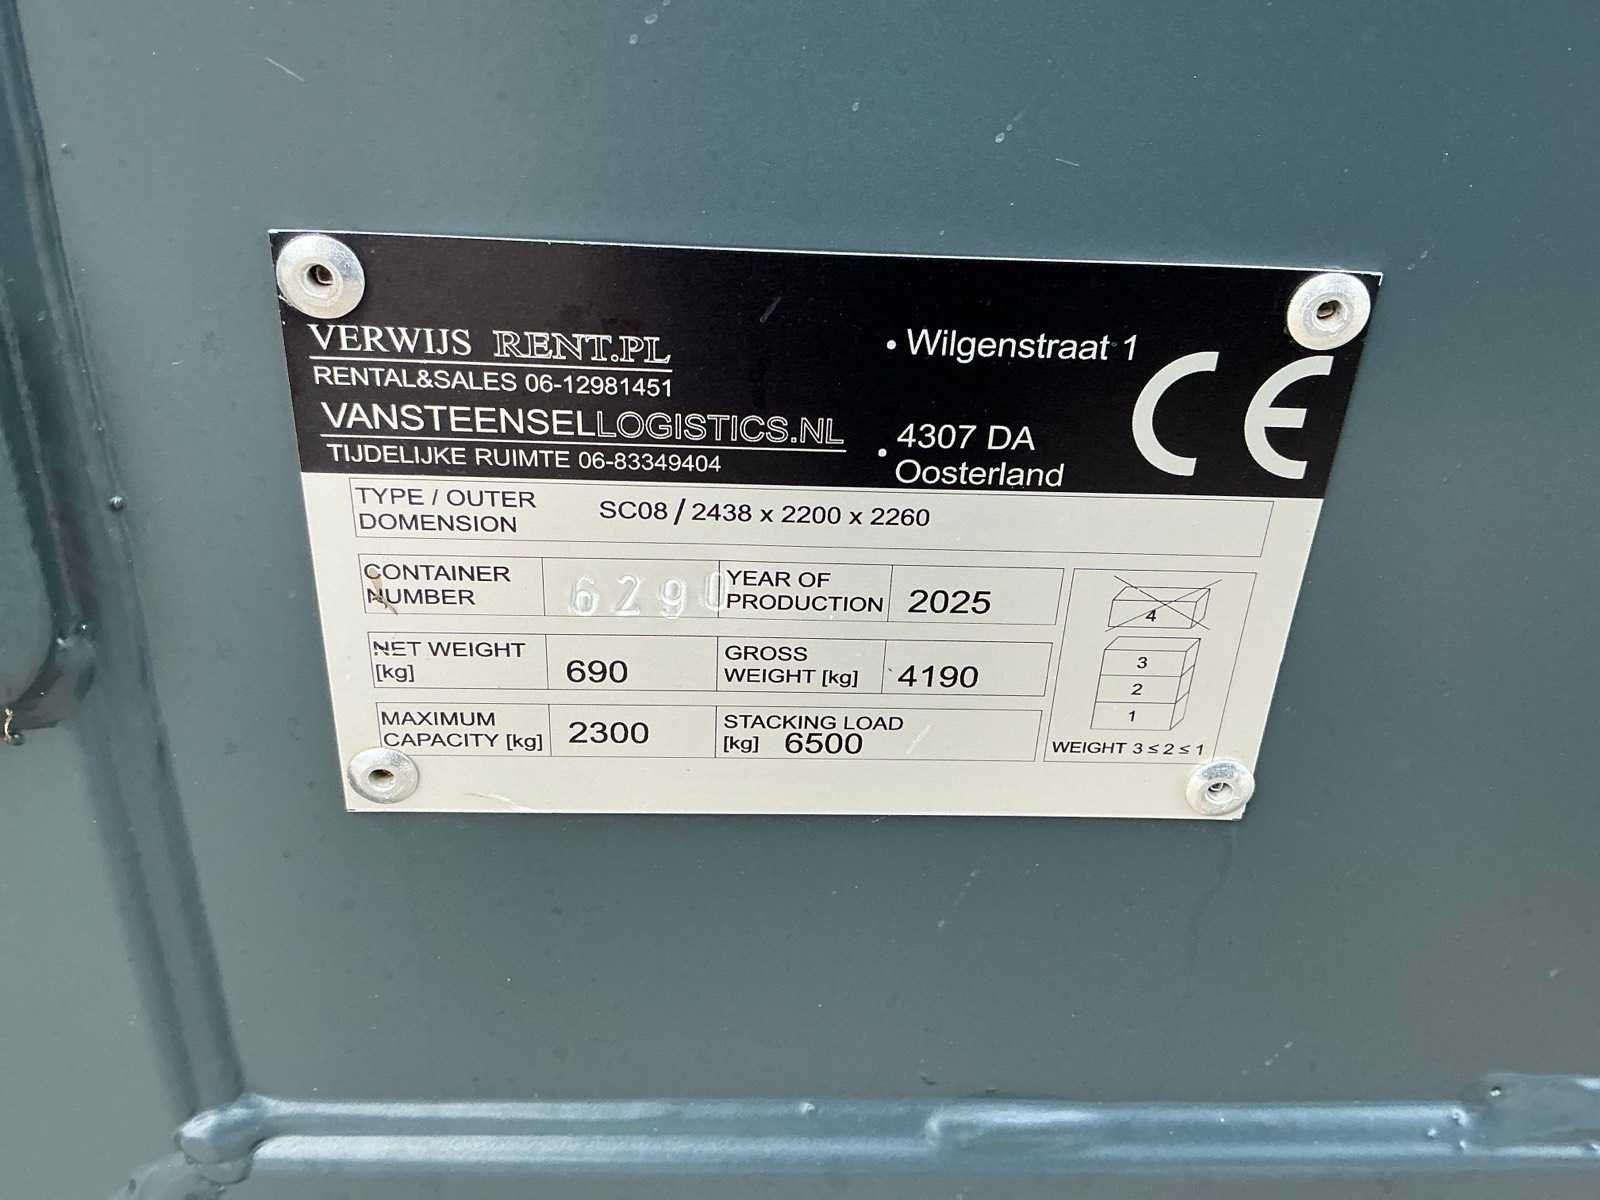 VERWIJS RENT.PL
RENTAL&SALES 06-12981451
VANSTEENSELLOGISTICS.NL
TIJDELIJKE RUIMTE 06-83349404
• Wilgenstraat 1
• 4307 DA
Oosterland
CE
TYPE / OUTER
DOMENSION
SC08 / 2438 x 2200 x 2260
CONTAINER
NUMBER
6290
YEAR OF
PRODUCTION
2025
NET WEIGHT
[kg]
690
GROSS
WEIGHT [kg]
4190
MAXIMUM
CAPACITY [kg]
2300
STACKING LOAD
[kg] 6500
4
3
2
1
WEIGHT 3 ≤ 2 ≤ 1